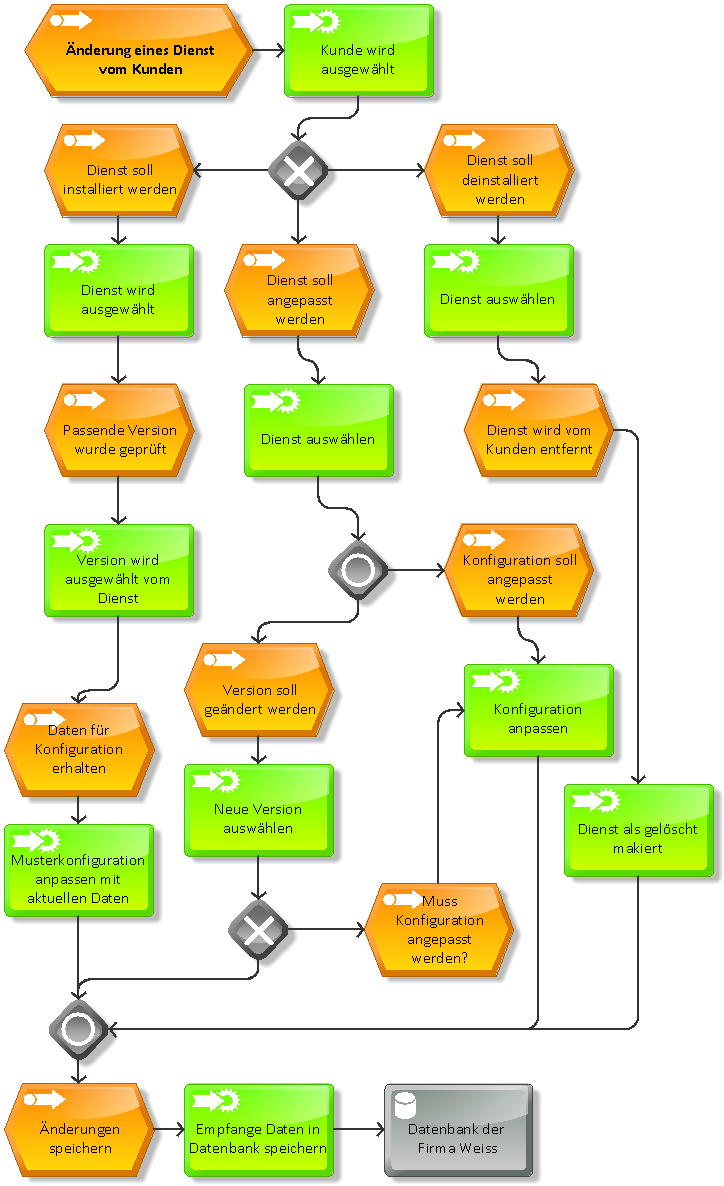 Änderung eines Dienst
vom Kunden
Kunde wird
ausgewählt
Dienst soll
installiert werden
Dienst soll
deinstalliert
werden
Dienst wird
ausgewählt
Dienst soll
angepasst
werden
Dienst auswählen
Passende Version
wurde geprüft
Dienst auswählen
Dienst wird vom
Kunden entfernt
Version wird
ausgewählt vom
Dienst
Konfiguration soll
angepasst
werden
Version soll
geändert werden
Konfiguration
anpassen
Daten für
Konfiguration
erhalten
Neue Version
auswählen
Dienst als gelöscht
makiert
Musterkonfiguration
anpassen mit
aktuellen Daten
Muss
Konfiguration
angepasst
werden?
Änderungen
speichern
Empfange Daten in
Datenbank speichern
Datenbank der
Firma Weiss